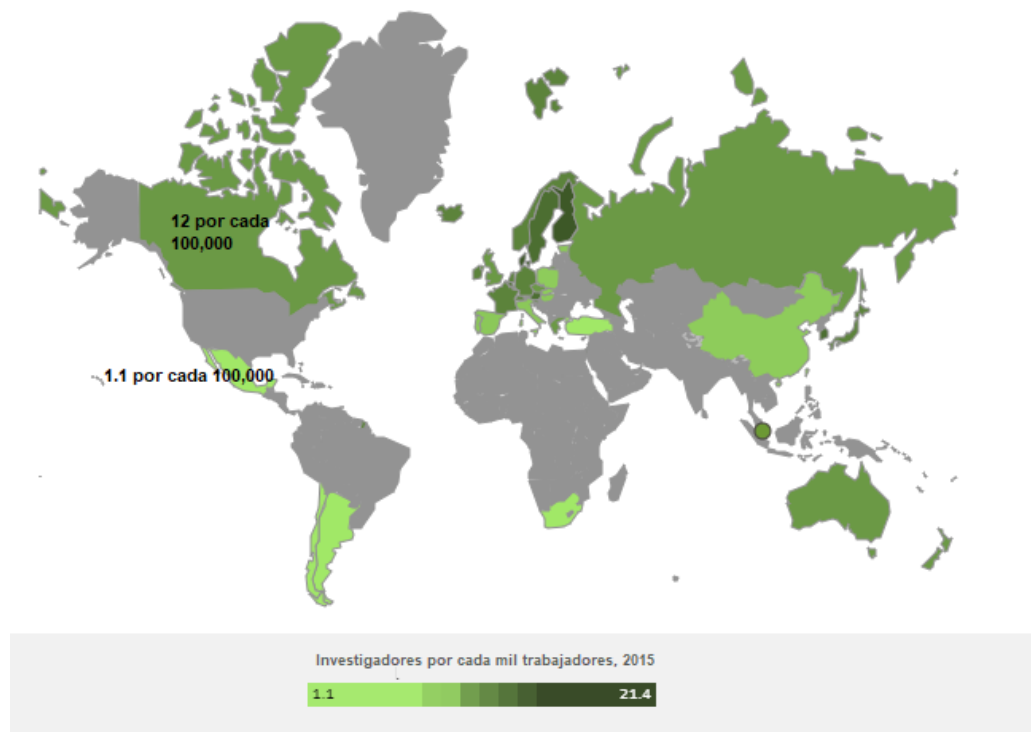 12 por cada
100,000
1.1 por cada 100,000
Investigadores por cada mil trabajadores, 2015
1.1
21.4